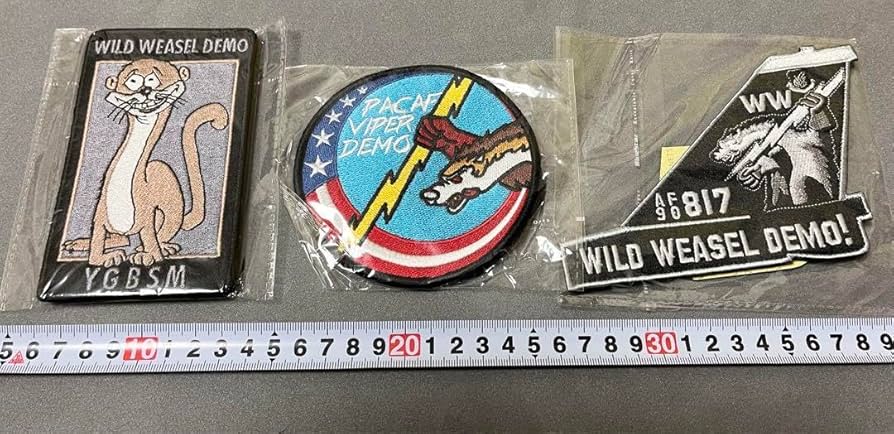 WILD WEASEL DEMO
YGBSM
PACAF
VIPER
DEMO
WW
AF
90 817
WILD WEASEL DEMO!
5 6 7 8 9 10 1 2 3 4 5 6 7 8 9 20 1 2 3 4 5 6 7 8 9 30 1 2 3 4 5 6 7 8 9